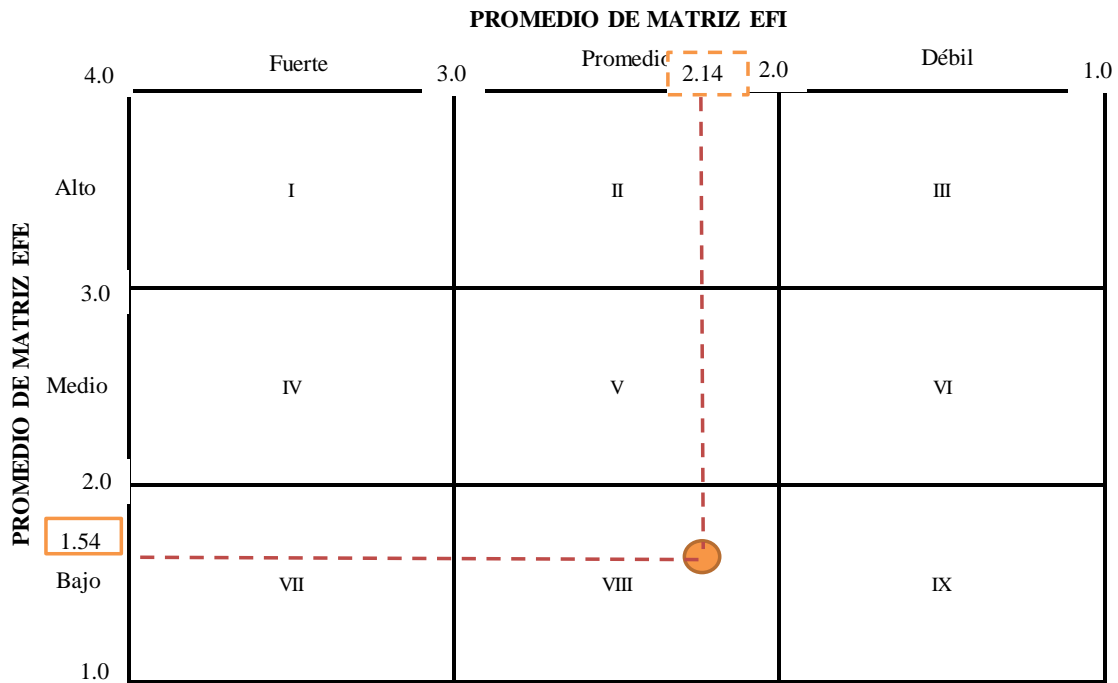 PROMEDIO DE MATRIZ EFI
Fuerte
Promedio
Débil
4.0
3.0
2.14
2.0
1.0
PROMEDIO DE MATRIZ EFE
Alto
I
II
III
3.0
Medio
IV
V
VI
2.0
1.54
Bajo
VII
VIII
IX
1.0